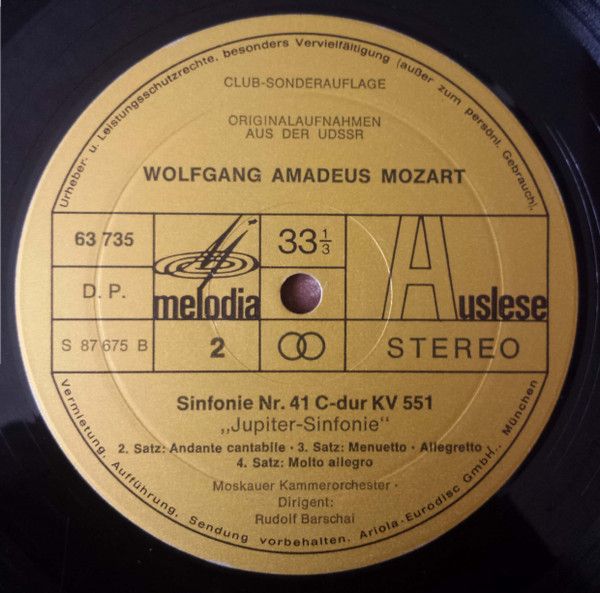 Urheber- u. Leistungsschutzrechte, besonders Vervielfältigung (außer zum persönl. Gebrauch),
CLUB-SONDERAUFLAGE
ORIGINALAUFNAHMEN
AUS DER UDSSR
WOLFGANG AMADEUS MOZART
63 735
33 1/3
D. P.
melodia
Auslese
S 87 675 B
2
STEREO
Sinfonie Nr. 41 C-dur KV 551
„Jupiter-Sinfonie"
2. Satz: Andante cantabile · 3. Satz: Menuetto · Allegretto
4. Satz: Molto allegro
Moskauer Kammerorchester ·
Dirigent:
Rudolf Barschai
Vermietung, Aufführung, Sendung vorbehalten. Ariola-Eurodisc GmbH., München